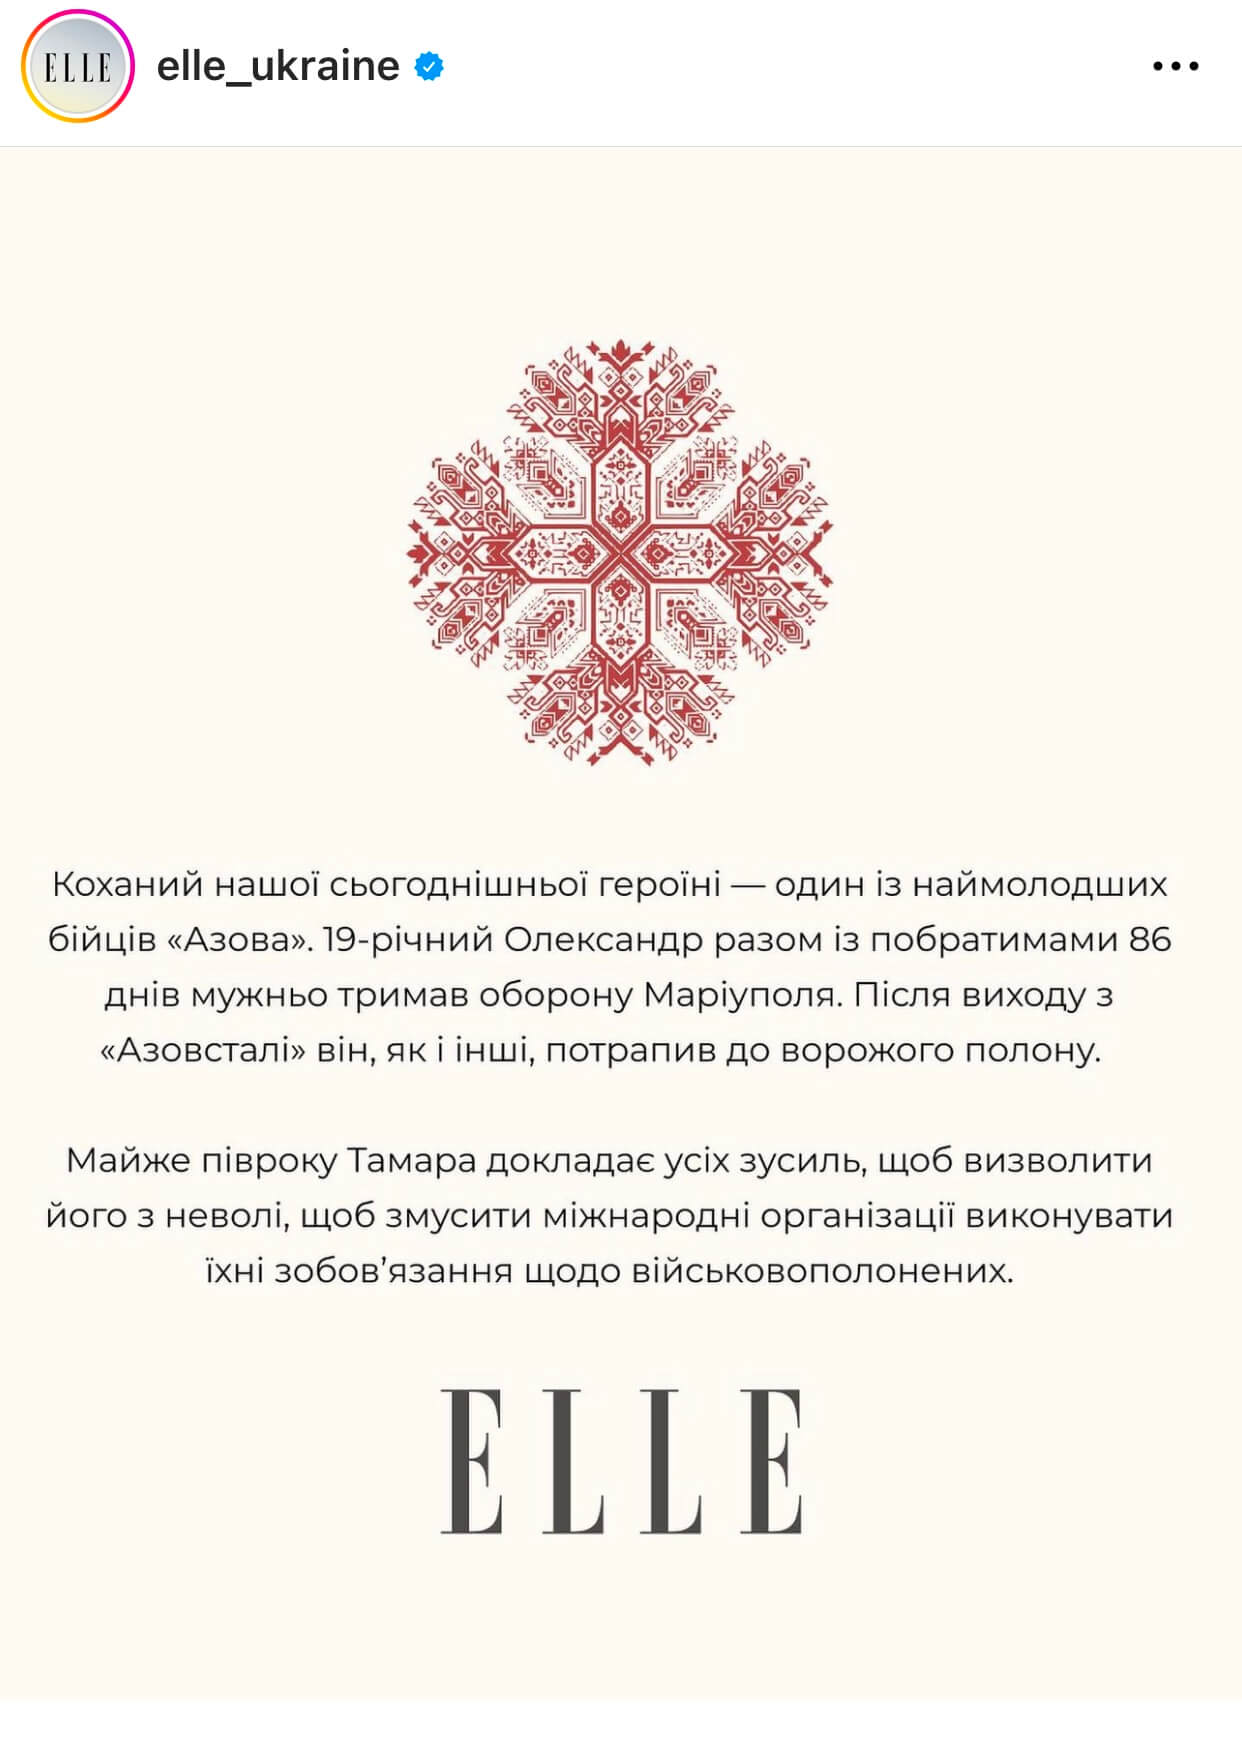 ELLE
elle_ukraine
Коханий нашої сьогоднішньої героїні — один із наймолодших
бійців «Азова». 19-річний Олександр разом із побратимами 86
днів мужньо тримав оборону Маріуполя. Після виходу з
«Азовсталі» він, як і інші, потрапив до ворожого полону.
Майже півроку Тамара докладає усіх зусиль, щоб визволити
його з неволі, щоб змусити міжнародні організації виконувати
їхні зобов’язання щодо військовополонених.
ELLE